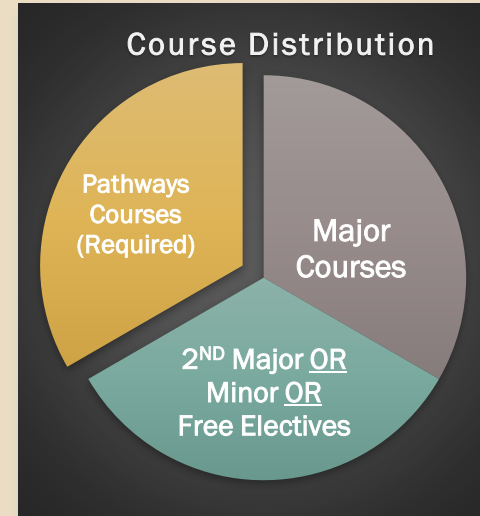 Course Distribution
Pathways
Courses
(Required)
Major
Courses
2ND Major OR
Minor OR
Free Electives